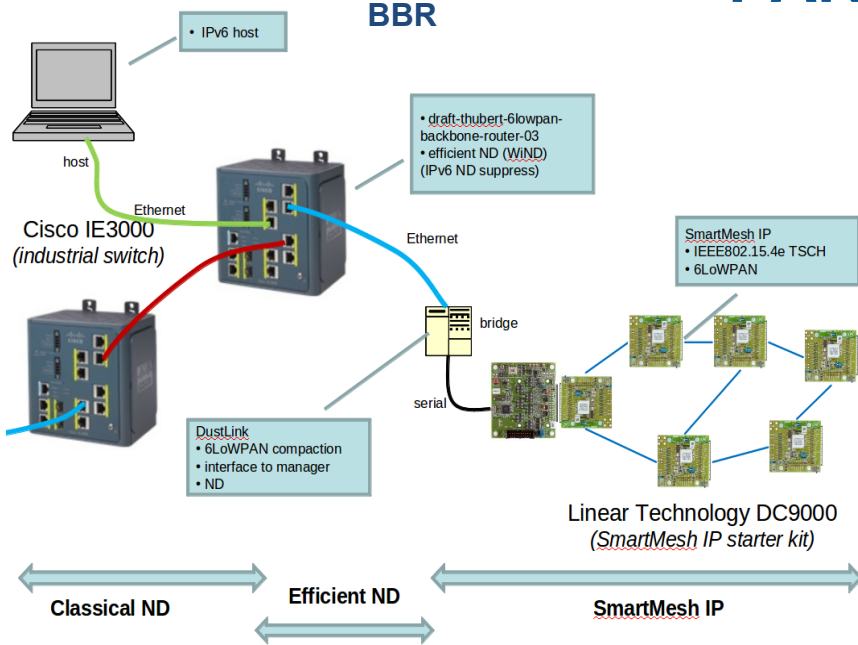 BBR
• IPv6 host
• draft-thubert-6lowpan-
backbone-router-03
• efficient ND (WiND)
(IPv6 ND suppress)
host
Ethernet
Cisco IE3000
(industrial switch)
Ethernet
SmartMesh IP
• IEEE802.15.4e TSCH
• 6LoWPAN
bridge
serial
DustLink
• 6LoWPAN compaction
• interface to manager
• ND
Linear Technology DC9000
(SmartMesh IP starter kit)
Classical ND
Efficient ND
SmartMesh IP